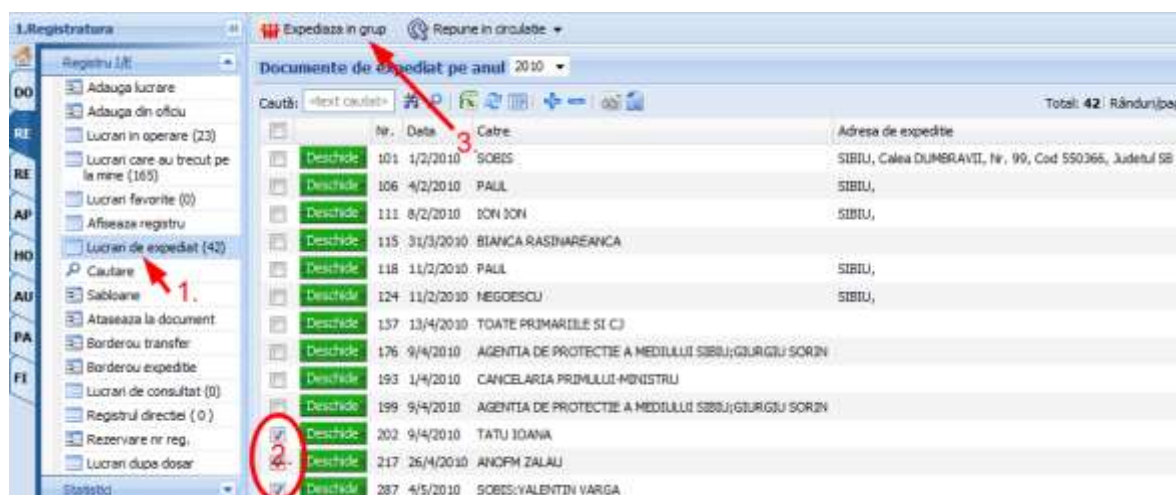 1.Registratura
Expediaza in grup Repune in circulatie
Registru I/E
Documente de expediat pe anul 2010
DO
RE
RE
AP
HO
AU
PA
FI
Adauga lucrare
Adauga din oficiu
Lucrari in operare (23)
Lucrari care au trecut pe
la mine (165)
Lucrari favorite (0)
Afiseaza registru
Lucrari de expediat (42)
Cautare
1.
Sabloane
Ataseaza la document
Borderou transfer
Borderou expeditie
Lucrari de consultat (0)
Registrul directiei ( 0 )
Rezervare nr reg.
Lucrari dupa dosar
Statistici
Caută: <text cautat> Total: 42 Rânduri/pag
Nr. Data Catre Adresa de expeditie
3.
Deschide 101 1/2/2010 SOBIS SIBIU, Calea DUMBRAVII, Nr. 99, Cod 550366, Judetul SB
Deschide 106 4/2/2010 PAUL SIBIU,
Deschide 111 8/2/2010 ION ION SIBIU,
Deschide 115 31/3/2010 BIANCA RASINAREANCA
Deschide 118 11/2/2010 PAUL SIBIU,
Deschide 124 11/2/2010 NEGOESCU SIBIU,
Deschide 137 13/4/2010 TOATE PRIMARIILE SI CJ
Deschide 176 9/4/2010 AGENTIA DE PROTECTIE A MEDIULUI SIBIU;GIURGIU SORIN
Deschide 193 1/4/2010 CANCELARIA PRIMULUI-MINISTRU
Deschide 199 9/4/2010 AGENTIA DE PROTECTIE A MEDIULUI SIBIU;GIURGIU SORIN
Deschide 202 9/4/2010 TATU IOANA
2.
Deschide 217 26/4/2010 ANOFM ZALAU
Deschide 287 4/5/2010 SOBIS;VALENTIN VARGA